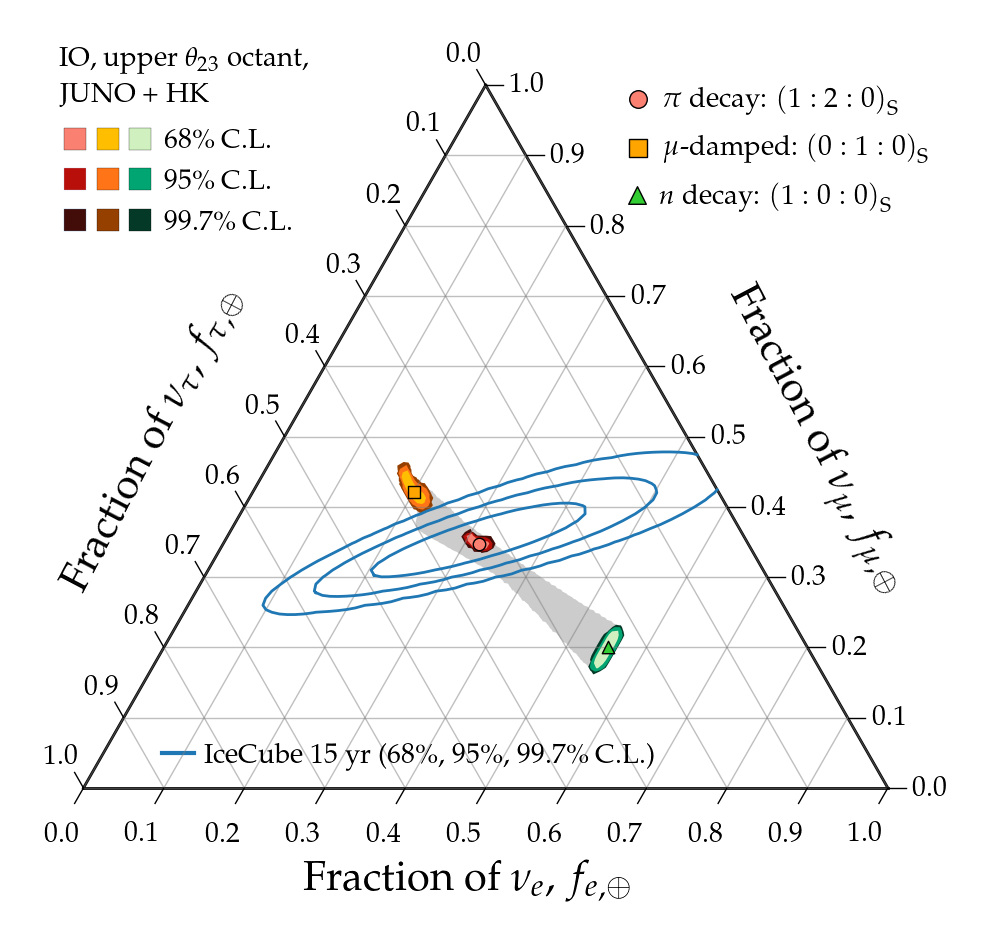 IO, upper θ₂₃ octant,
JUNO + HK
68% C.L.
95% C.L.
99.7% C.L.
π decay: (1 : 2 : 0)S
μ-damped: (0 : 1 : 0)S
n decay: (1 : 0 : 0)S
Fraction of ντ, fτ,⊕
0.0
0.1
0.2
0.3
0.4
0.5
0.6
0.7
0.8
0.9
1.0
Fraction of νμ, fμ,⊕
1.0
0.9
0.8
0.7
0.6
0.5
0.4
0.3
0.2
0.1
0.0
IceCube 15 yr (68%, 95%, 99.7% C.L.)
0.0 0.1 0.2 0.3 0.4 0.5 0.6 0.7 0.8 0.9 1.0
Fraction of νe, fe,⊕